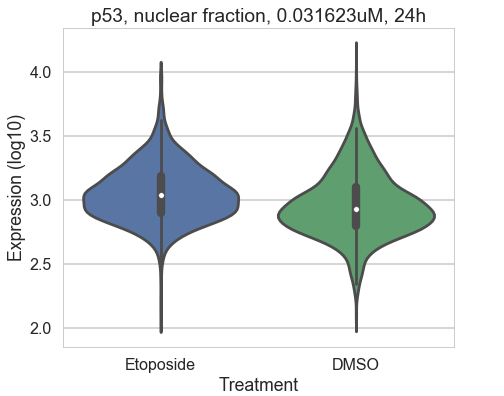 p53, nuclear fraction, 0.031623uM, 24h
Expression (log10)
4.0
3.5
3.0
2.5
2.0
Etoposide DMSO
Treatment